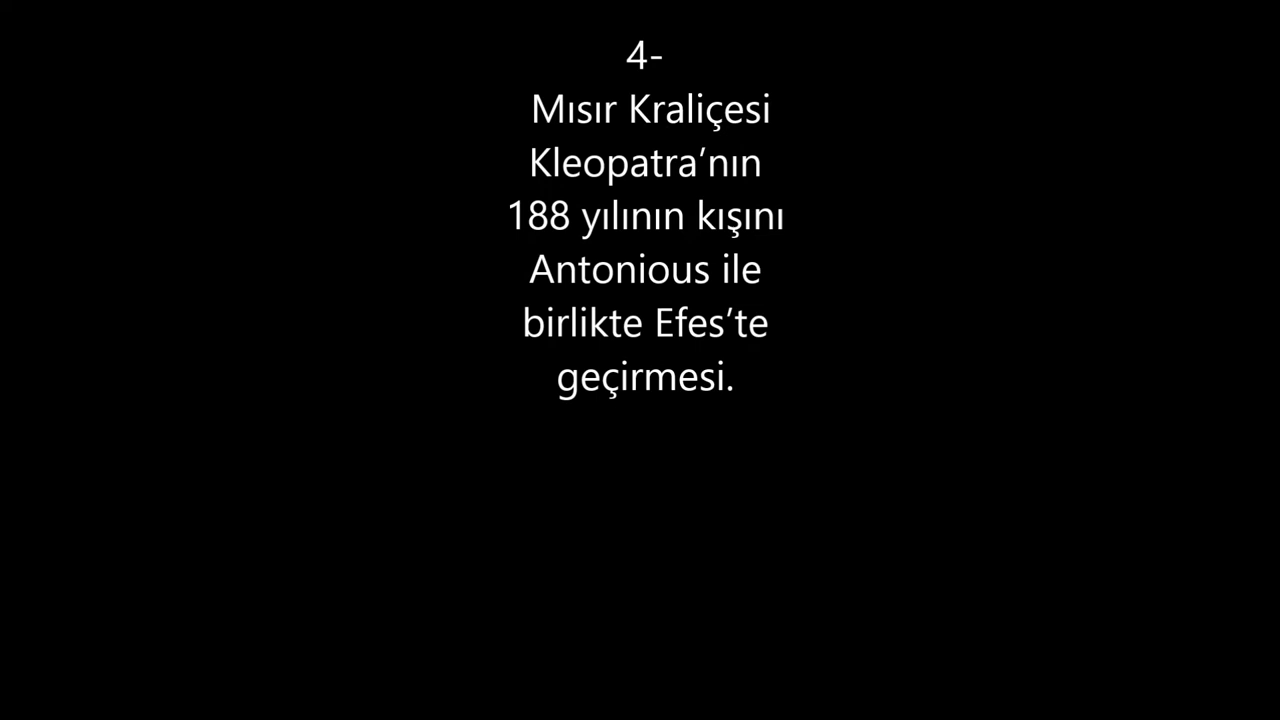 4-
Mısır Kraliçesi
Kleopatra’nın
188 yılının kışını
Antonious ile
birlikte Efes’te
geçirmesi.